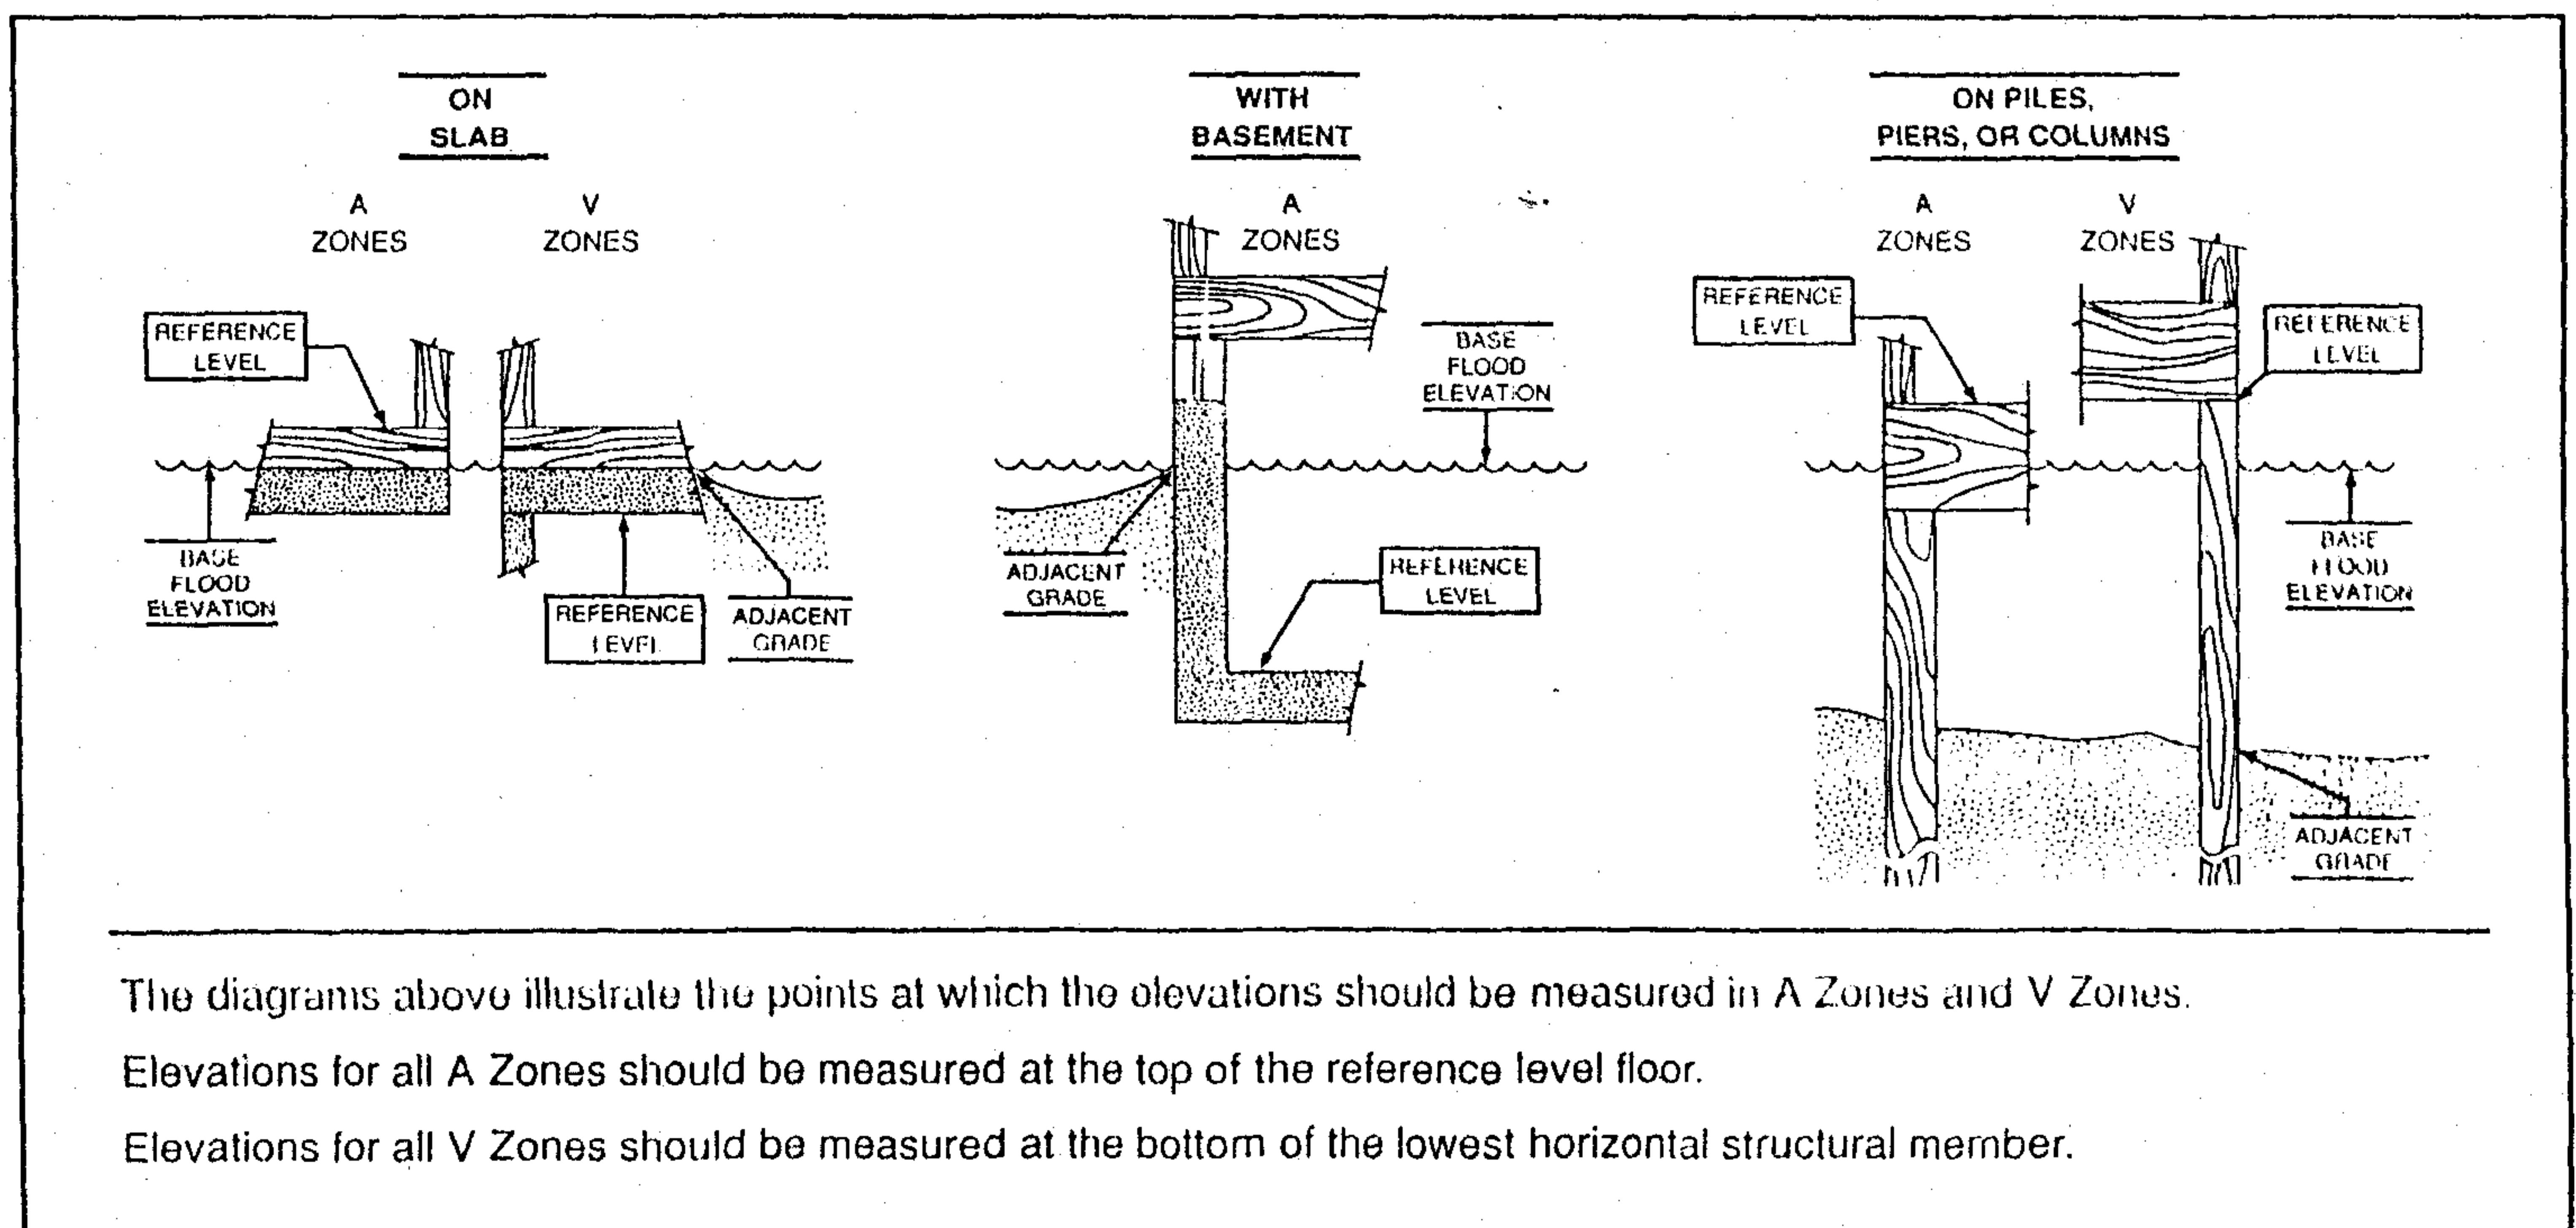 ON
SLAB
A
ZONES
V
ZONES
REFERENCE
LEVEL
BASE
FLOOD
ELEVATION
REFERENCE
LEVEL
ADJACENT
GRADE
WITH
BASEMENT
A
ZONES
BASE
FLOOD
ELEVATION
ADJACENT
GRADE
REFERENCE
LEVEL
ON PILES,
PIERS, OR COLUMNS
A
ZONES
V
ZONES
REFERENCE
LEVEL
REFERENCE
LEVEL
BASE
FLOOD
ELEVATION
ADJACENT
GRADE
The diagrams above illustrate the points at which the elevations should be measured in A Zones and V Zones.
Elevations for all A Zones should be measured at the top of the reference level floor.
Elevations for all V Zones should be measured at the bottom of the lowest horizontal structural member.